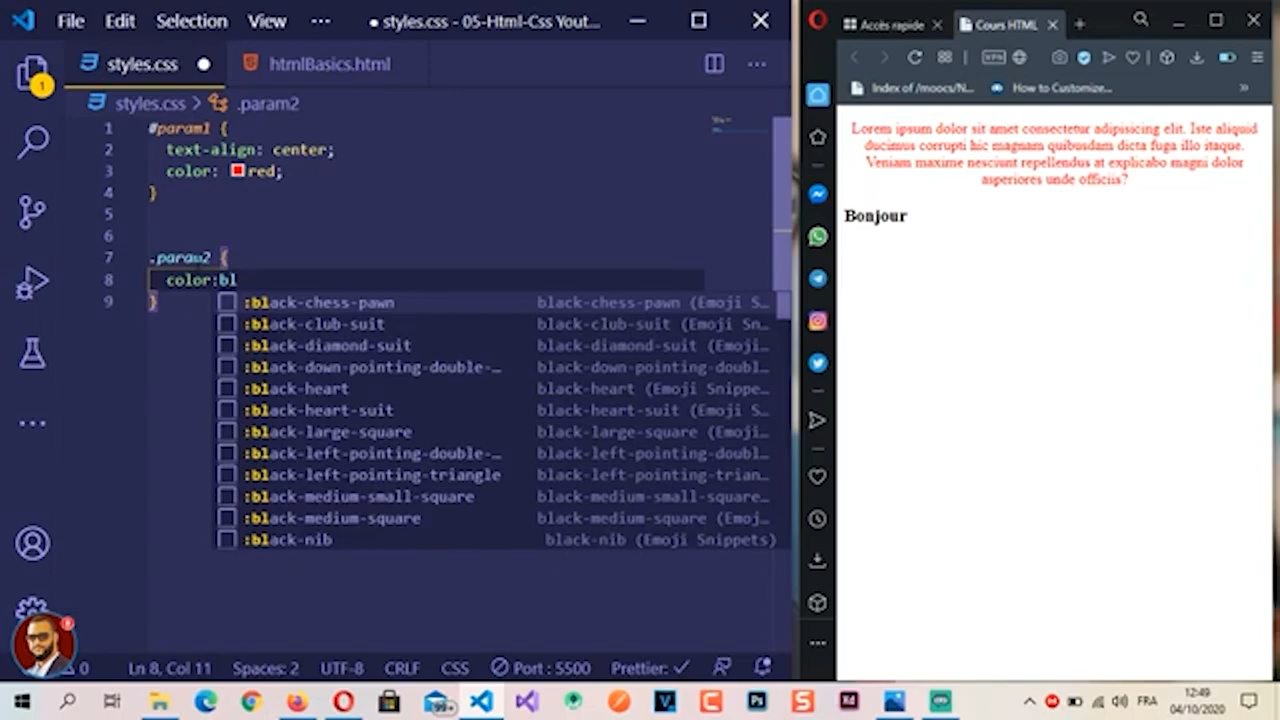 File Edit Selection View ··· ● styles.css - 05-Html-Css Yout...
styles.css ●
htmlBasics.html
styles.css > .param2
1 #param1 {
2 text-align: center;
3 color: red;
4 }
5
6
7 .param2 {
8 color:bl
9 }
:black-chess-pawn black-chess-pawn (Emoji S…
:black-club-suit black-club-suit (Emoji Sn…
:black-diamond-suit black-diamond-suit (Emoji…
:black-down-pointing-double-… black-down-pointing-doubl…
:black-heart black-heart (Emoji Snippe…
:black-heart-suit black-heart-suit (Emoji S…
:black-large-square black-large-square (Emoji…
:black-left-pointing-double-… black-left-pointing-doubl…
:black-left-pointing-triangle black-left-pointing-trian…
:black-medium-small-square black-medium-small-square…
:black-medium-square black-medium-square (Emoj…
:black-nib black-nib (Emoji Snippets)
1
0 Ln 8, Col 11 Spaces: 2 UTF-8 CRLF CSS Port : 5500 Prettier: ✓
Accès rapide
Cours HTML
VPN
Index of /moocs/N...
How to Customize...
Lorem ipsum dolor sit amet consectetur adipisicing elit. Iste aliquid
ducimus corrupti hic magnam quibusdam dicta fuga illo itaque.
Veniam maxime nesciunt repellendus at explicabo magni dolor
asperiores unde officiis?
Bonjour
99+
FRA
12:49
04/10/2020